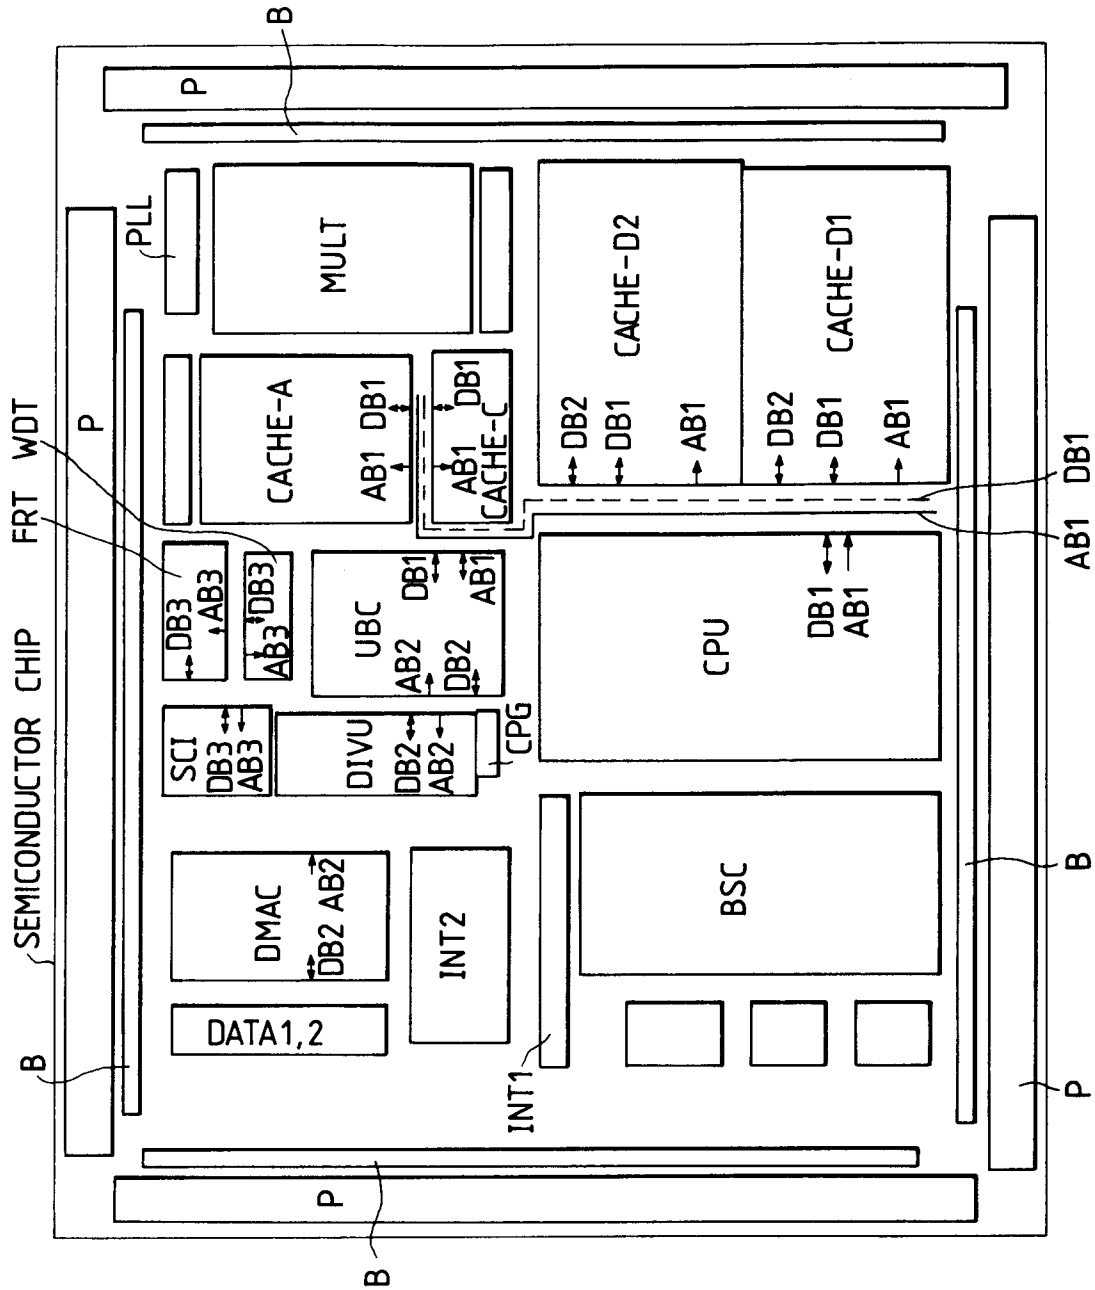 SEMICONDUCTOR CHIP
FRT
WDT
B
P
PLL
B
P
B
DATA1,2
DMAC
DB2 AB2
SCI
DB3
AB3
DB3
AB3
DB3
AB3
CACHE-A
AB1 DB1
MULT
P
DIVU
DB2
AB2
UBC
AB2
DB2
DB1
AB1
B
INT2
CPG
AB1 DB1
CACHE-C
INT1
BSC
CPU
DB1
AB1
CACHE-D2
DB2
DB1
AB1
CACHE-D1
DB2
DB1
AB1
P
B
AB1
DB1